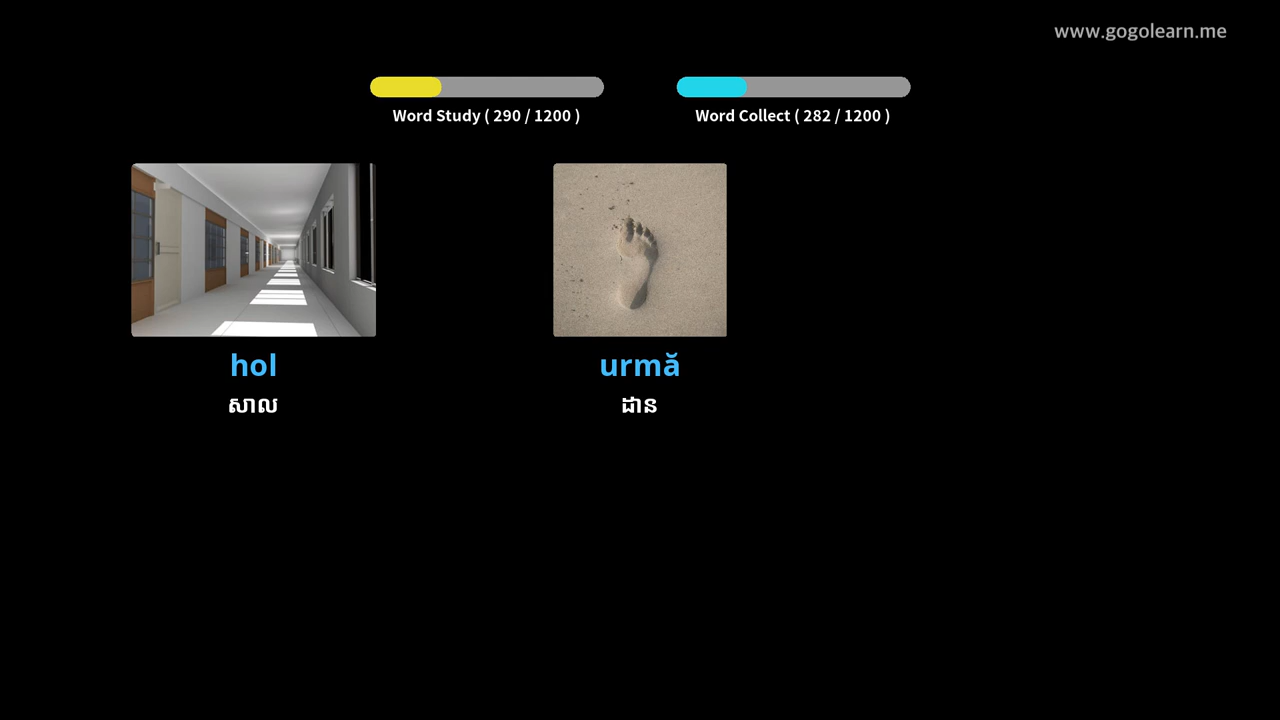 www.gogolearn.me
Word Study ( 290 / 1200 )
Word Collect ( 282 / 1200 )
hol
សាល
urmă
ដាន